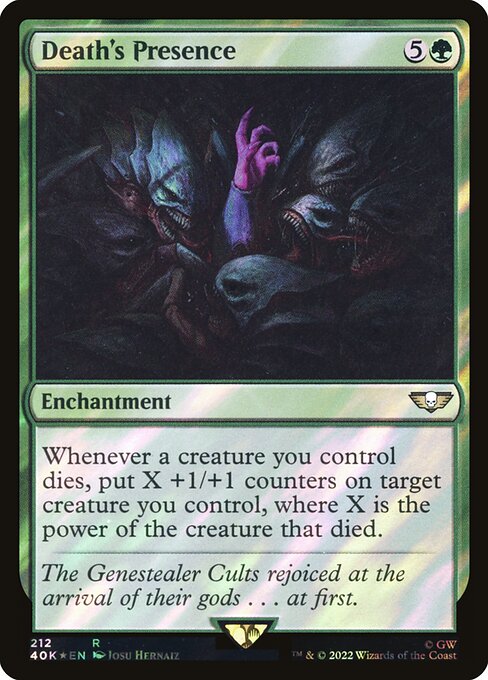 Death's Presence 5
Enchantment
Whenever a creature you control
dies, put X +1/+1 counters on target
creature you control, where X is the
power of the creature that died.
The Genestealer Cults rejoiced at the
arrival of their gods . . . at first.
212 R © GW
40K★EN Josu Hernaiz ™ & © 2022 Wizards of the Coast